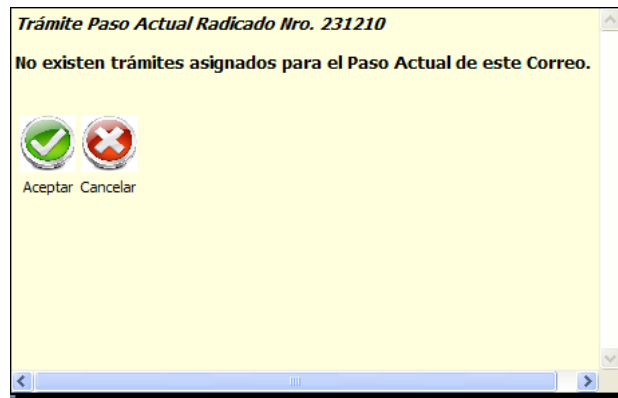 Trámite Paso Actual Radicado Nro. 231210
No existen trámites asignados para el Paso Actual de este Correo.
Aceptar Cancelar